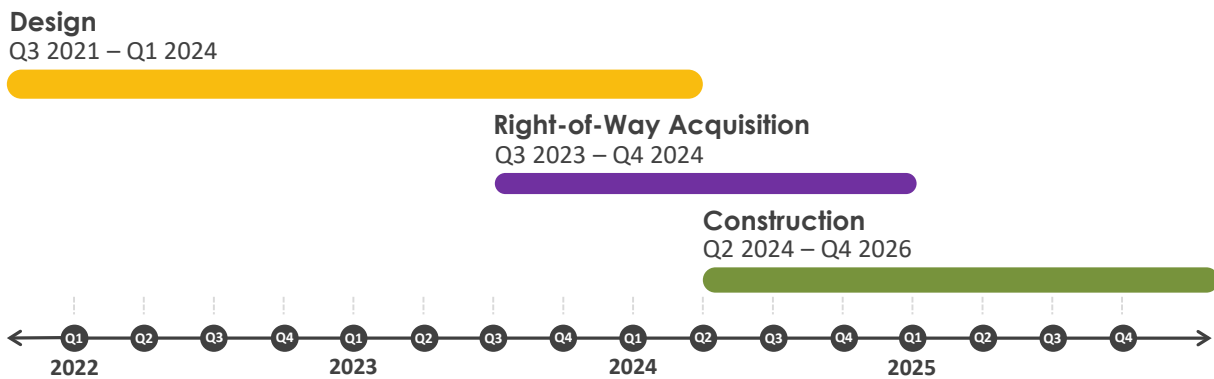 Design
Q3 2021 – Q1 2024
Right-of-Way Acquisition
Q3 2023 – Q4 2024
Construction
Q2 2024 – Q4 2026
Q1 Q2 Q3 Q4 Q1 Q2 Q3 Q4 Q1 Q2 Q3 Q4 Q1 Q2 Q3 Q4
2022 2023 2024 2025